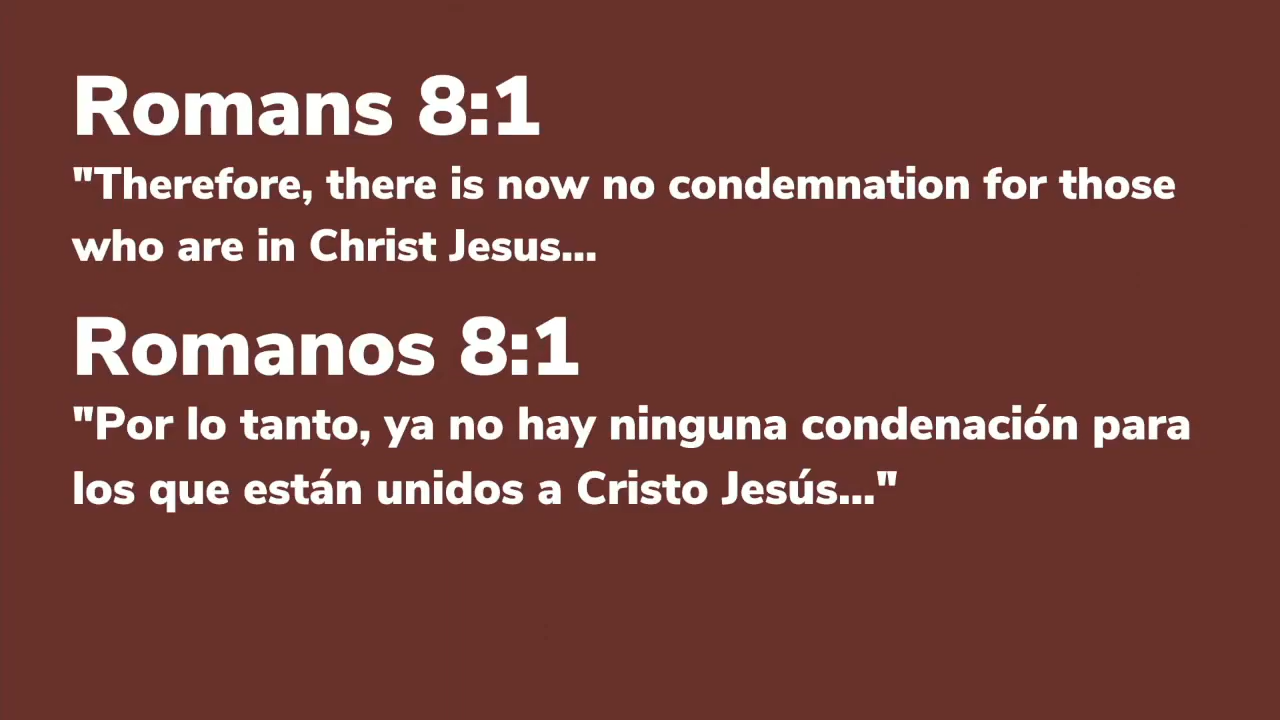 Romans 8:1
"Therefore, there is now no condemnation for those
who are in Christ Jesus...
Romanos 8:1
"Por lo tanto, ya no hay ninguna condenación para
los que están unidos a Cristo Jesús..."